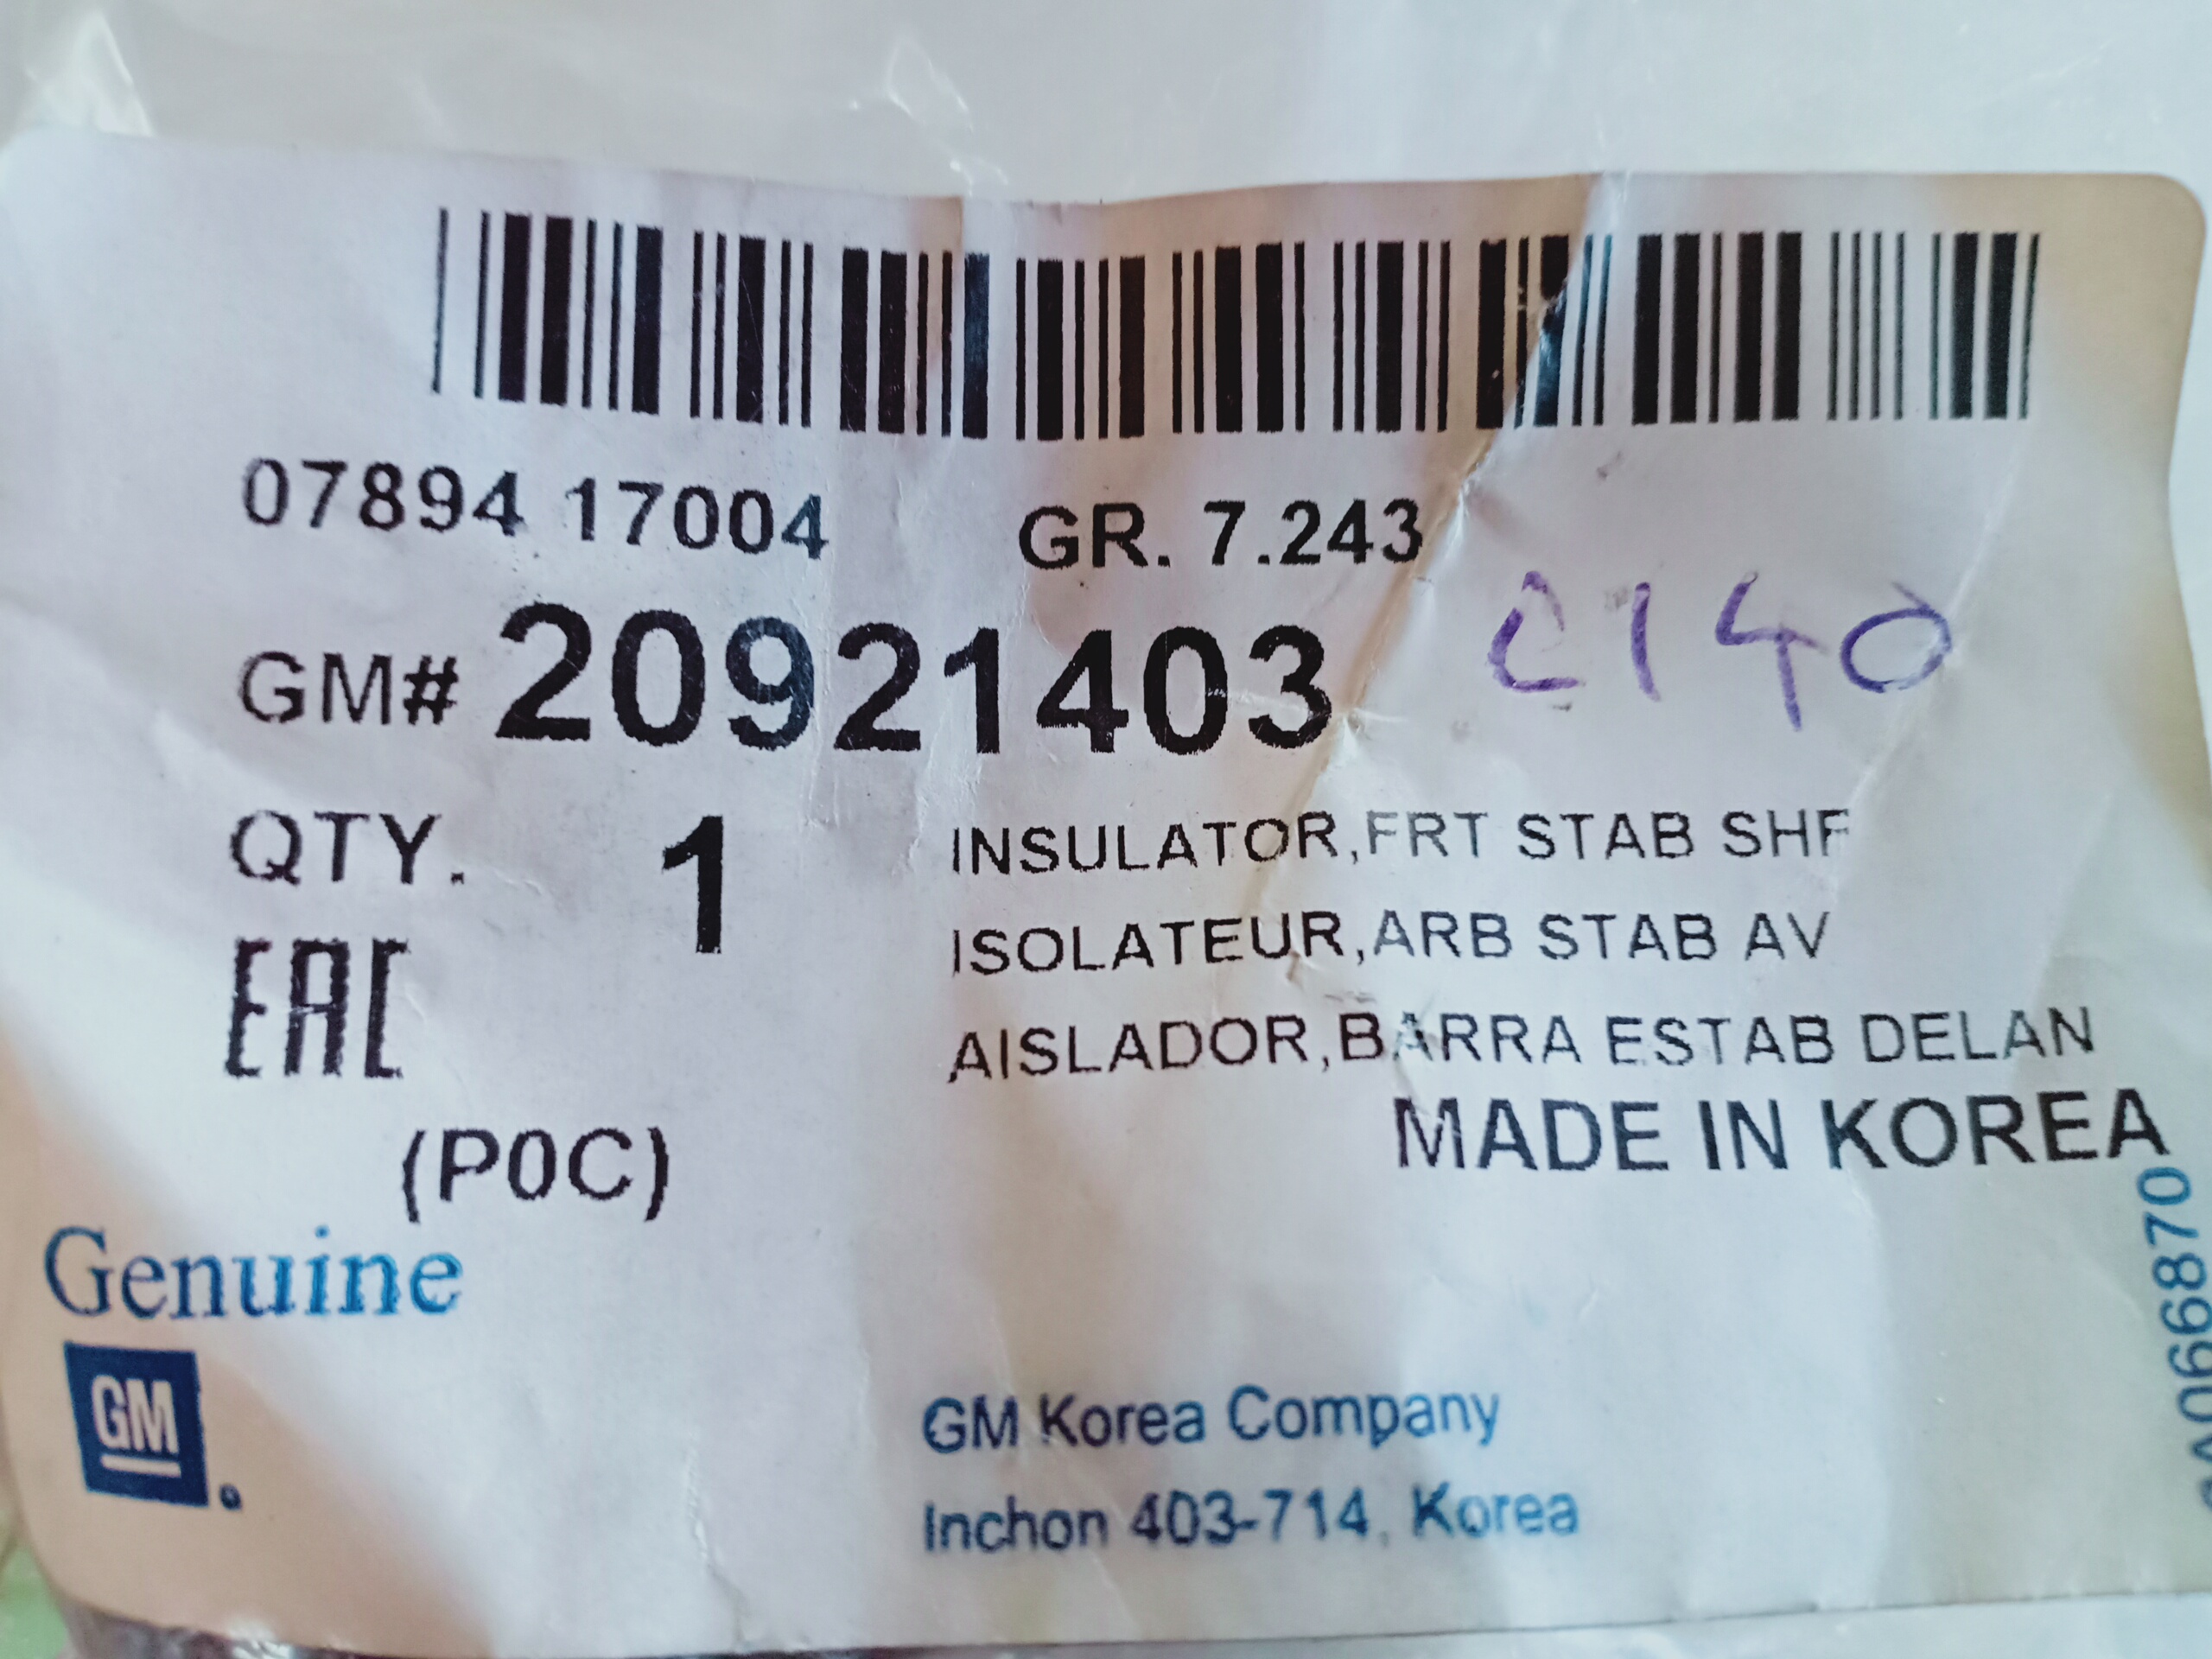 07894 17004 GR. 7.243
GM# 20921403 C140
QTY. 1 INSULATOR,FRT STAB SHF
ISOLATEUR,ARB STAB AV
EAC
AISLADOR,BARRA ESTAB DELAN
MADE IN KOREA
(P0C)
Genuine
GM
GM Korea Company
Inchon 403-714, Korea